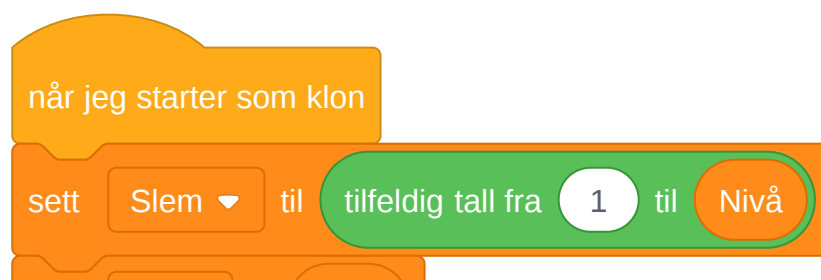 når jeg starter som klon
sett Slem til tilfeldig tall fra 1 til Nivå